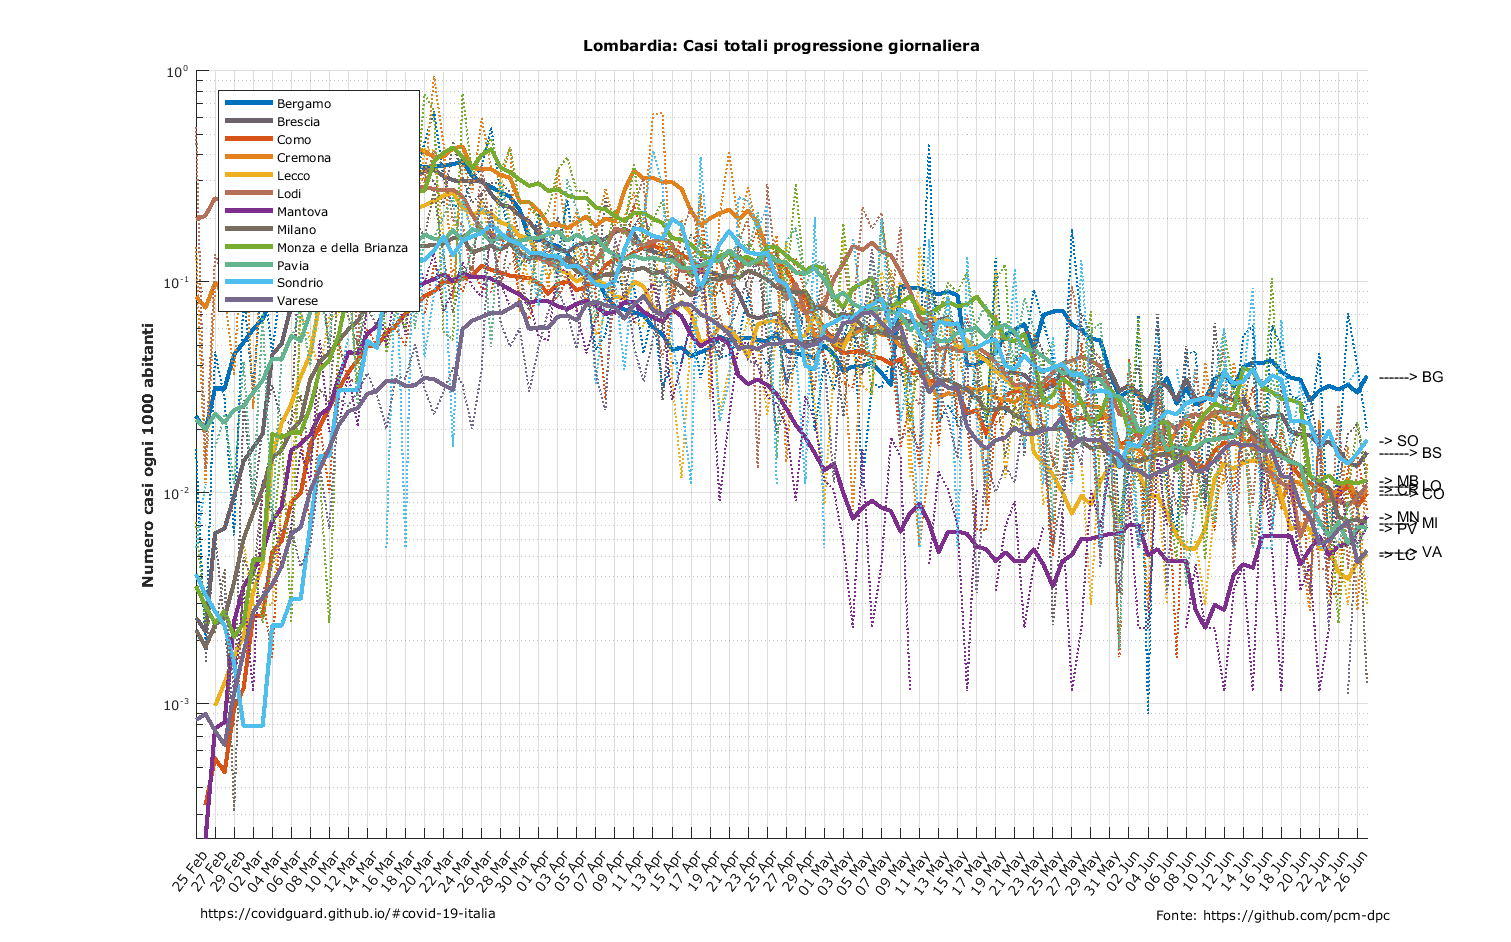 Lombardia: Casi totali progressione giornaliera
Numero casi ogni 1000 abitanti
10^0
10^-1
10^-2
10^-3
Bergamo
Brescia
Como
Cremona
Lecco
Lodi
Mantova
Milano
Monza e della Brianza
Pavia
Sondrio
Varese
------> BG
-> SO
------> BS
-> MB
------> LO
-> CR
------> CO
-> MN
------> MI
-> PV
------> VA
-> LC
25 Feb
27 Feb
29 Feb
02 Mar
04 Mar
06 Mar
08 Mar
10 Mar
12 Mar
14 Mar
16 Mar
18 Mar
20 Mar
22 Mar
24 Mar
26 Mar
28 Mar
30 Mar
01 Apr
03 Apr
05 Apr
07 Apr
09 Apr
11 Apr
13 Apr
15 Apr
17 Apr
19 Apr
21 Apr
23 Apr
25 Apr
27 Apr
29 Apr
01 May
03 May
05 May
07 May
09 May
11 May
13 May
15 May
17 May
19 May
21 May
23 May
25 May
27 May
29 May
31 May
02 Jun
04 Jun
06 Jun
08 Jun
10 Jun
12 Jun
14 Jun
16 Jun
18 Jun
20 Jun
22 Jun
24 Jun
26 Jun
https://covidguard.github.io/#covid-19-italia
Fonte: https://github.com/pcm-dpc